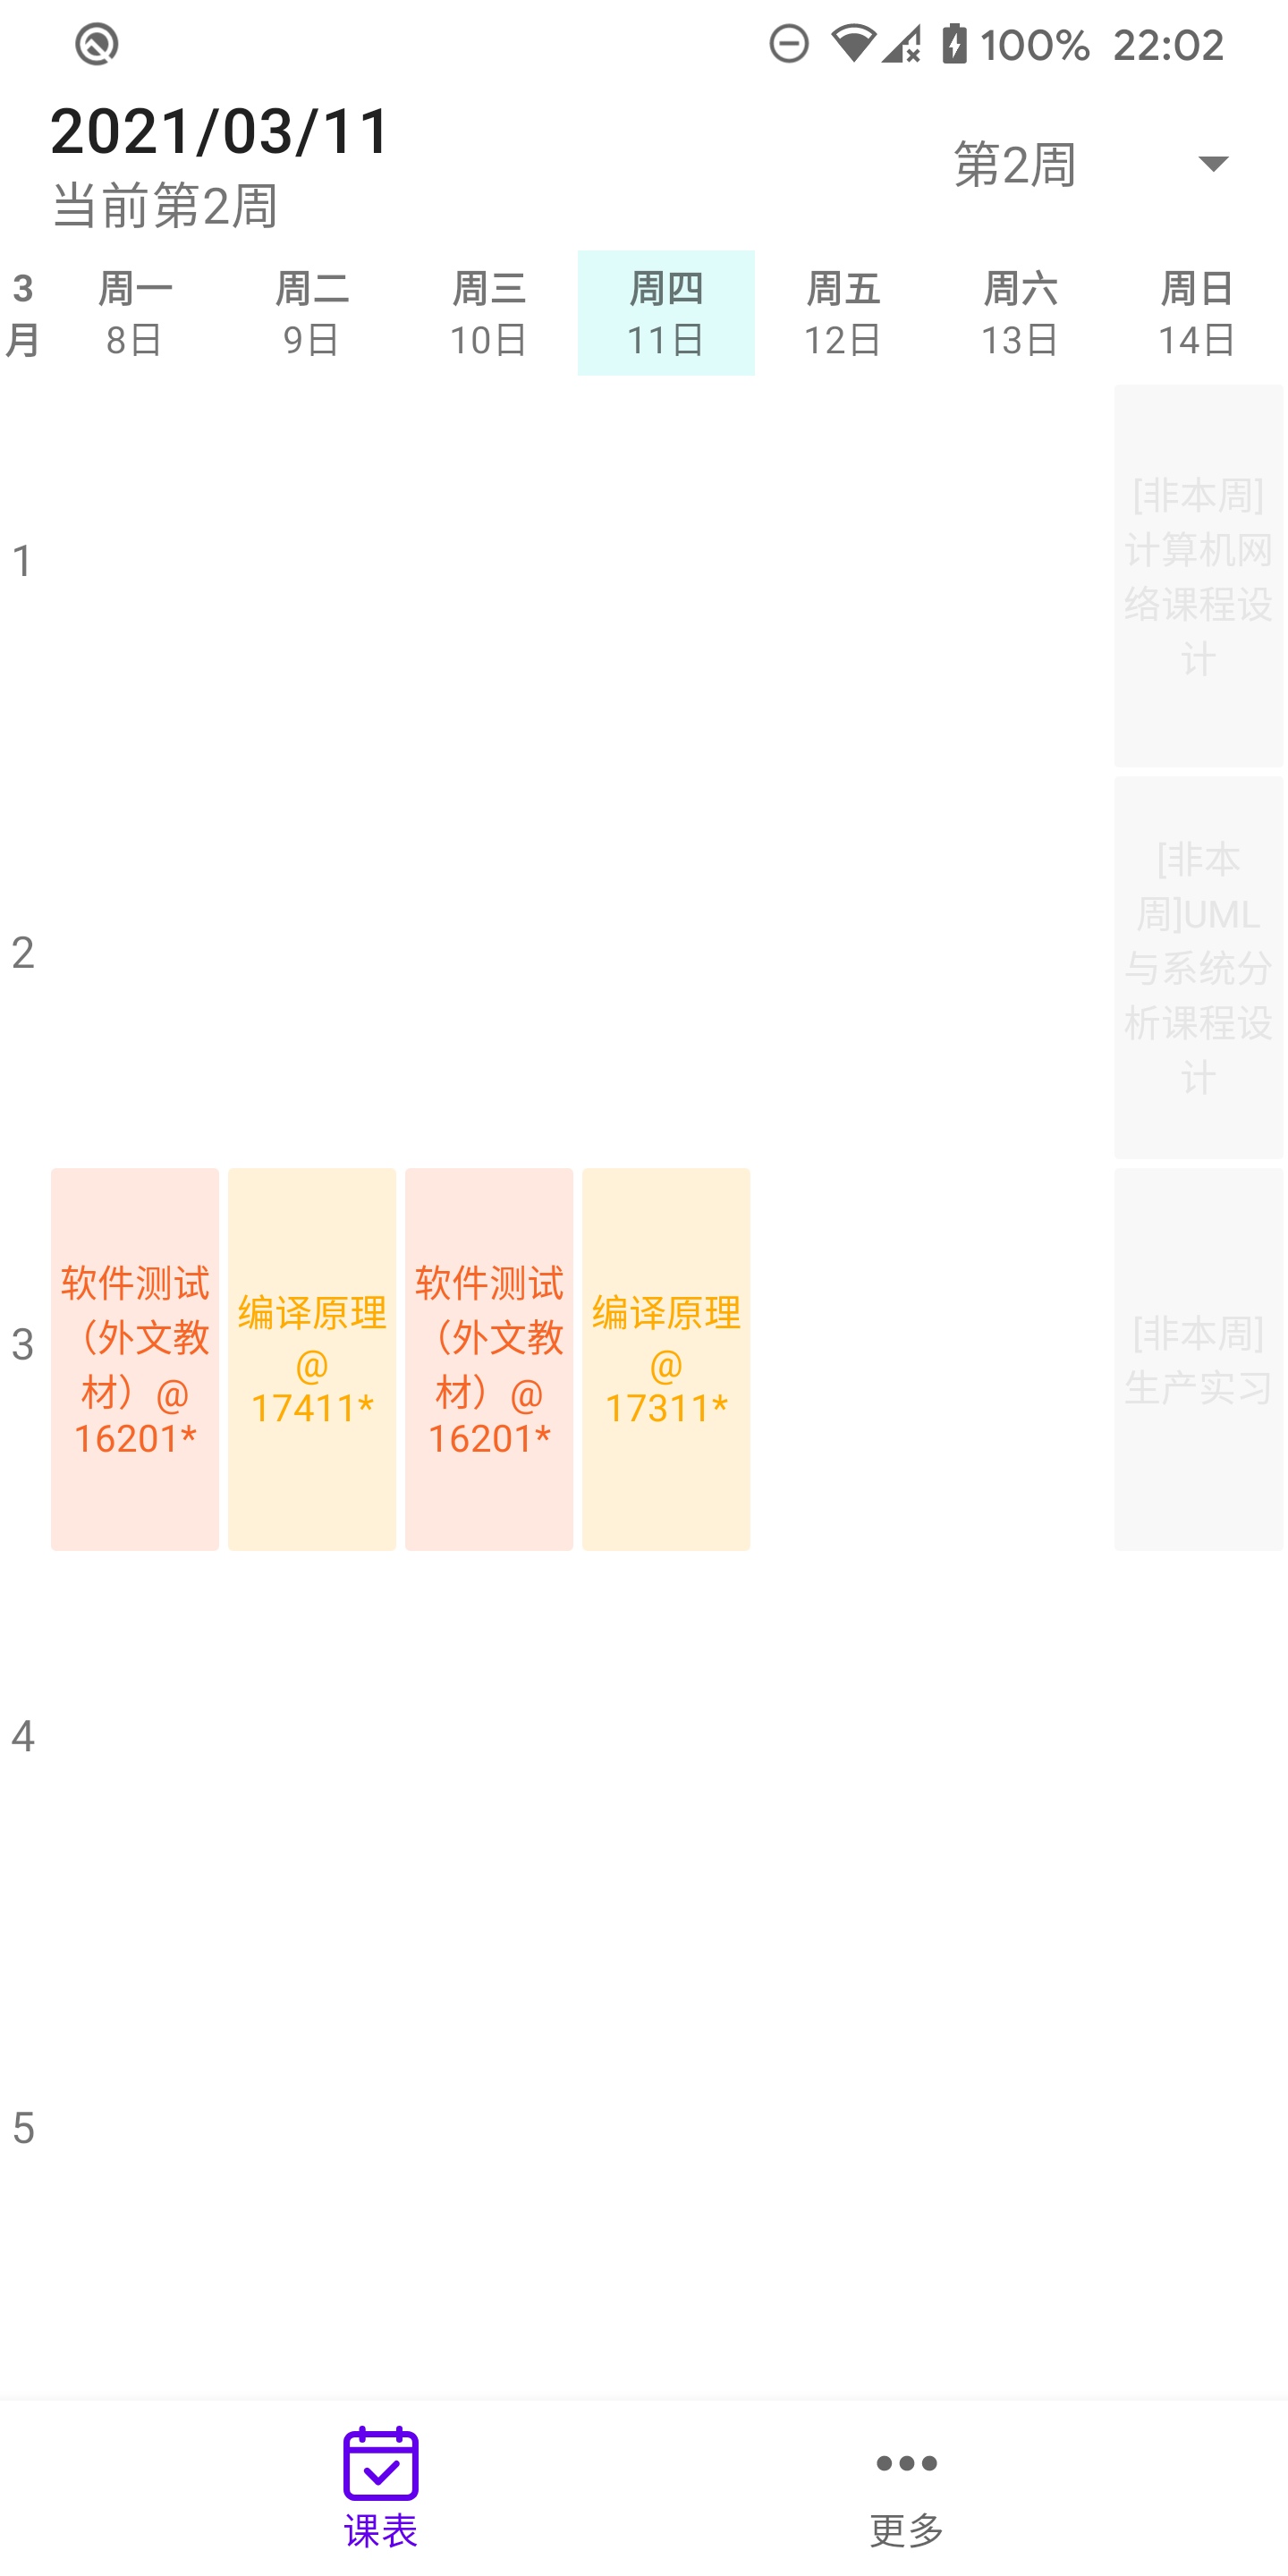 100% 22:02
2021/03/11
当前第2周
第2周
3
月
周一
8日
周二
9日
周三
10日
周四
11日
周五
12日
周六
13日
周日
14日
1
[非本周]
计算机网
络课程设
计
2
[非本
周]UML
与系统分
析课程设
计
3
软件测试
（外文教
材）@
16201*
编译原理
@
17411*
软件测试
（外文教
材）@
16201*
编译原理
@
17311*
[非本周]
生产实习
4
5
课表
更多